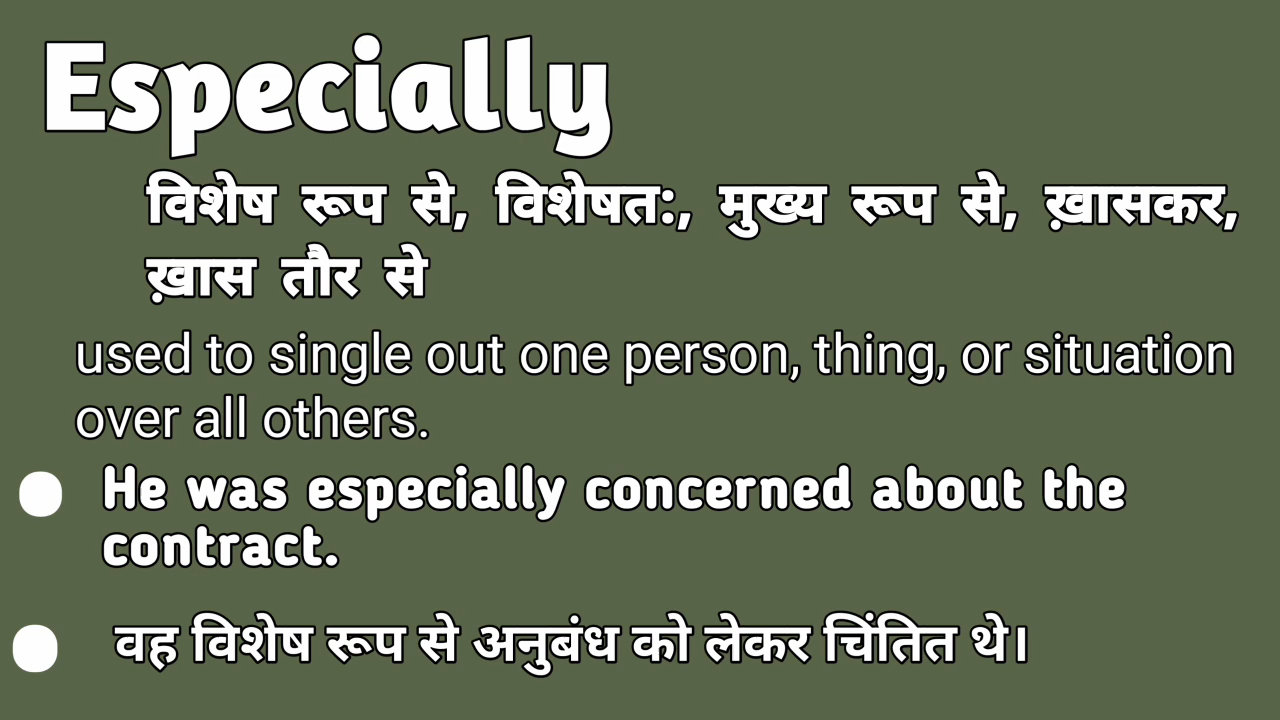 Especially
विशेष रूप से, विशेषत:, मुख्य रूप से, ख़ासकर,
ख़ास तौर से
used to single out one person, thing, or situation
over all others.
He was especially concerned about the
contract.
वह विशेष रूप से अनुबंध को लेकर चिंतित थे।